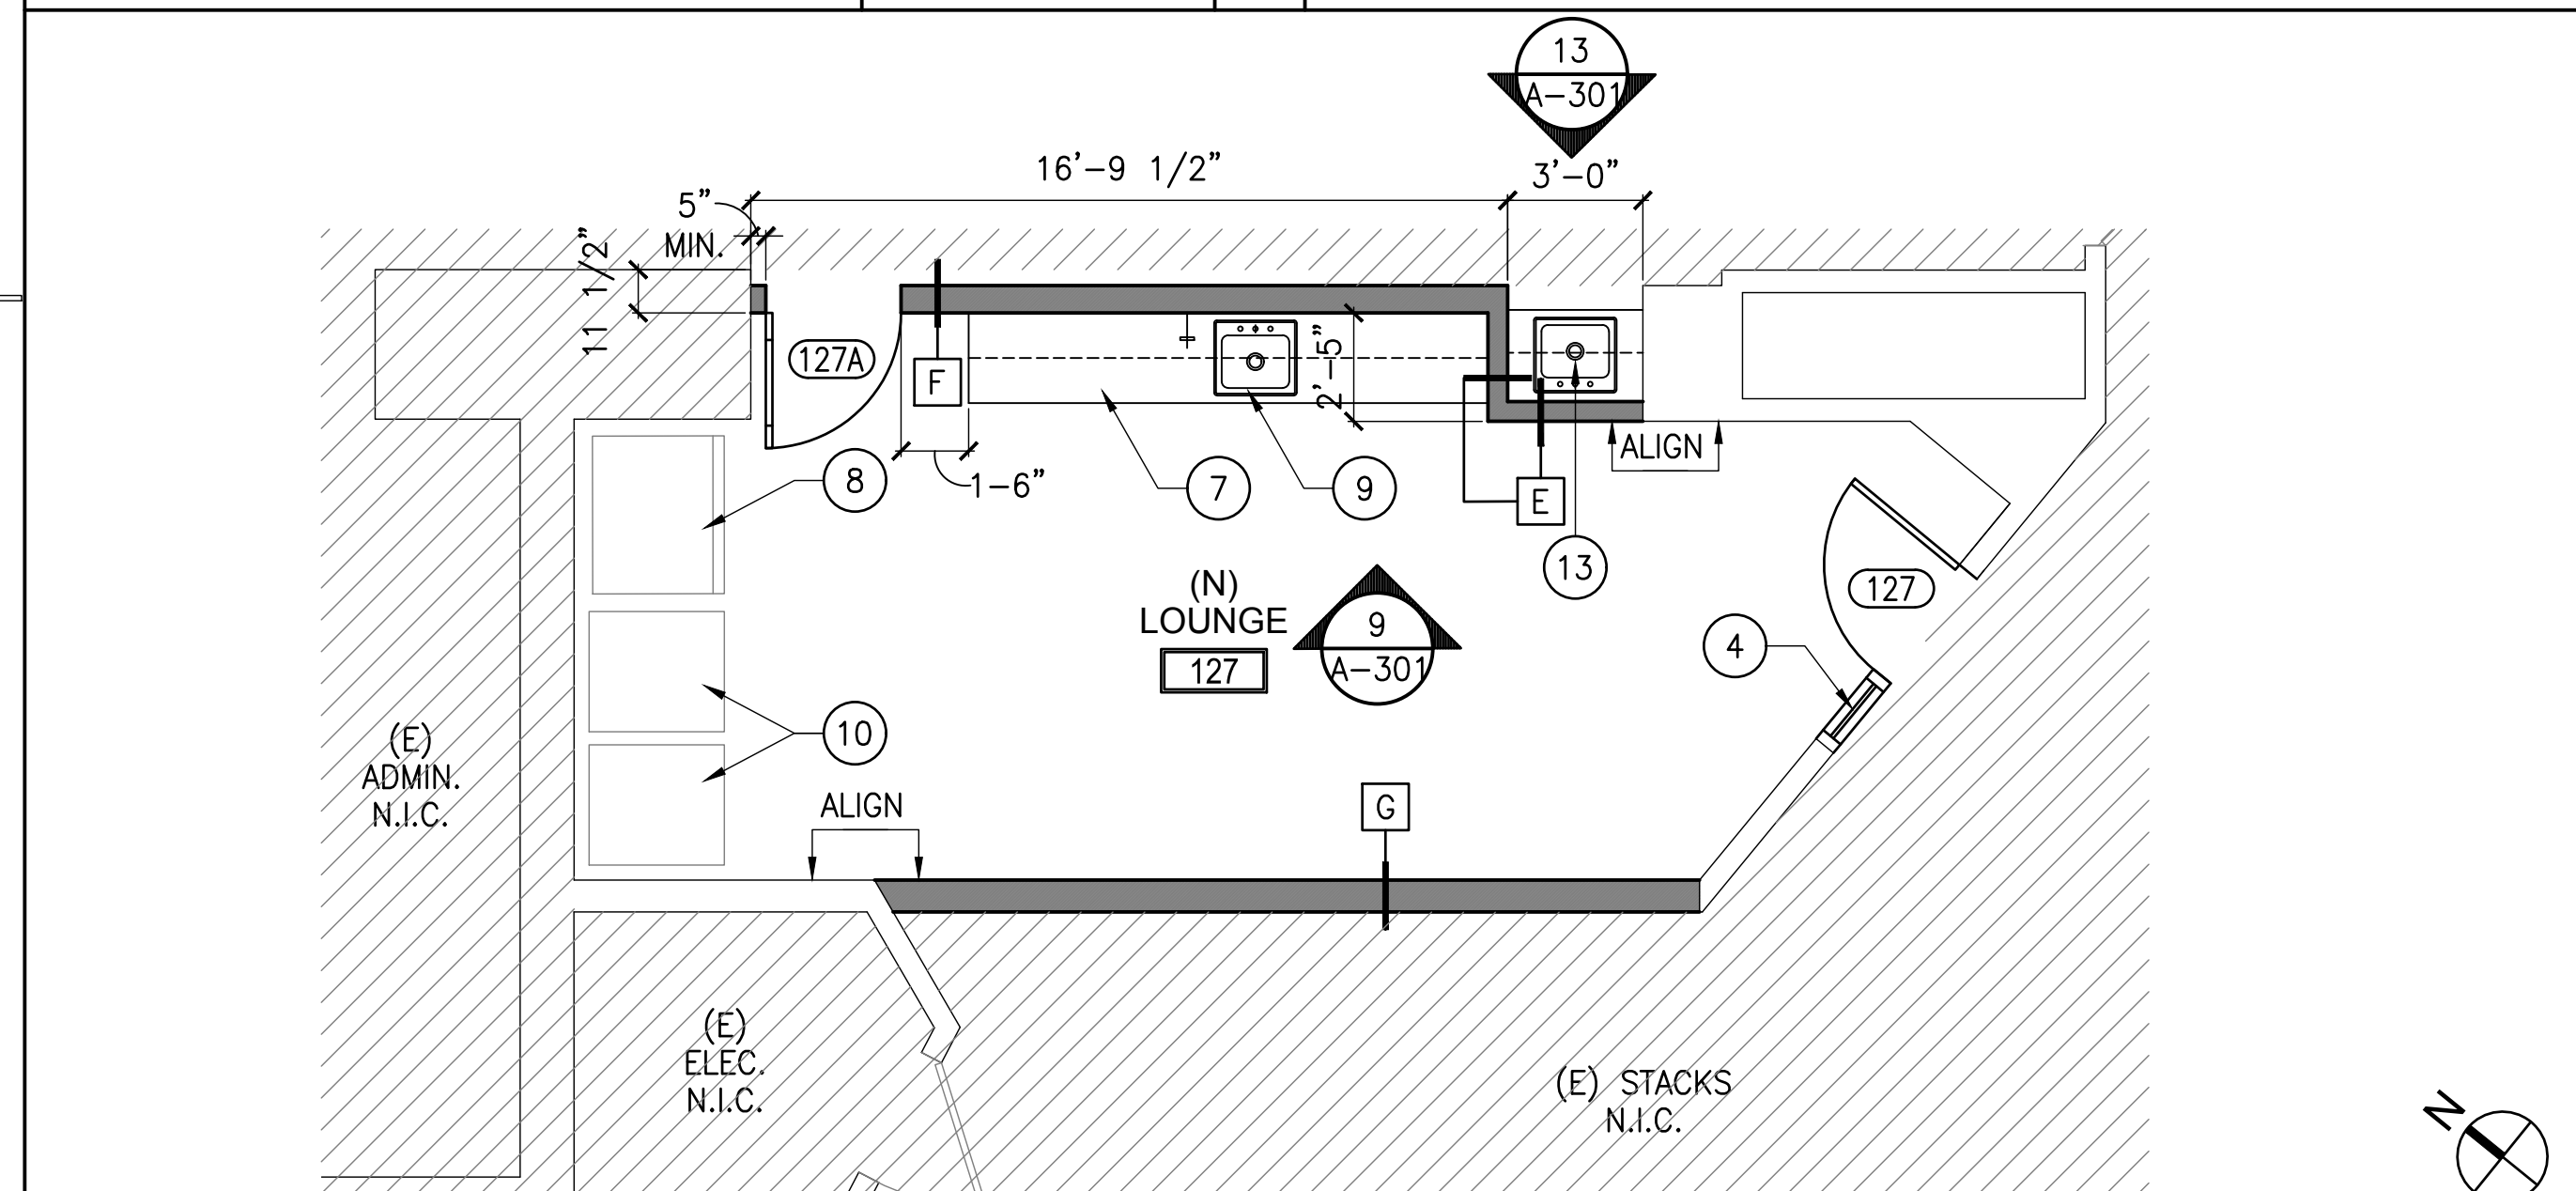 13
A-301
16'-9 1/2"
3'-0"
5"
MIN.
11 1/2"
127A
F
2'-5"
ALIGN
8
1-6"
7
9
E
13
(N)
LOUNGE
127
9
A-301
127
4
10
(E)
ADMIN.
N.I.C.
ALIGN
G
(E)
ELEC.
N.I.C.
(E) STACKS
N.I.C.
N